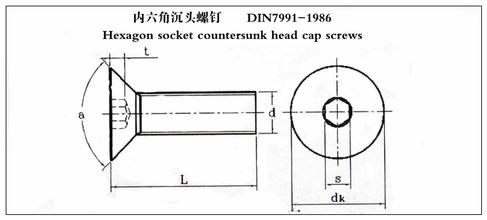 内六角沉头螺钉 DIN7991-1986
Hexagon socket countersunk head cap screws
t
a
d
L
s
dk